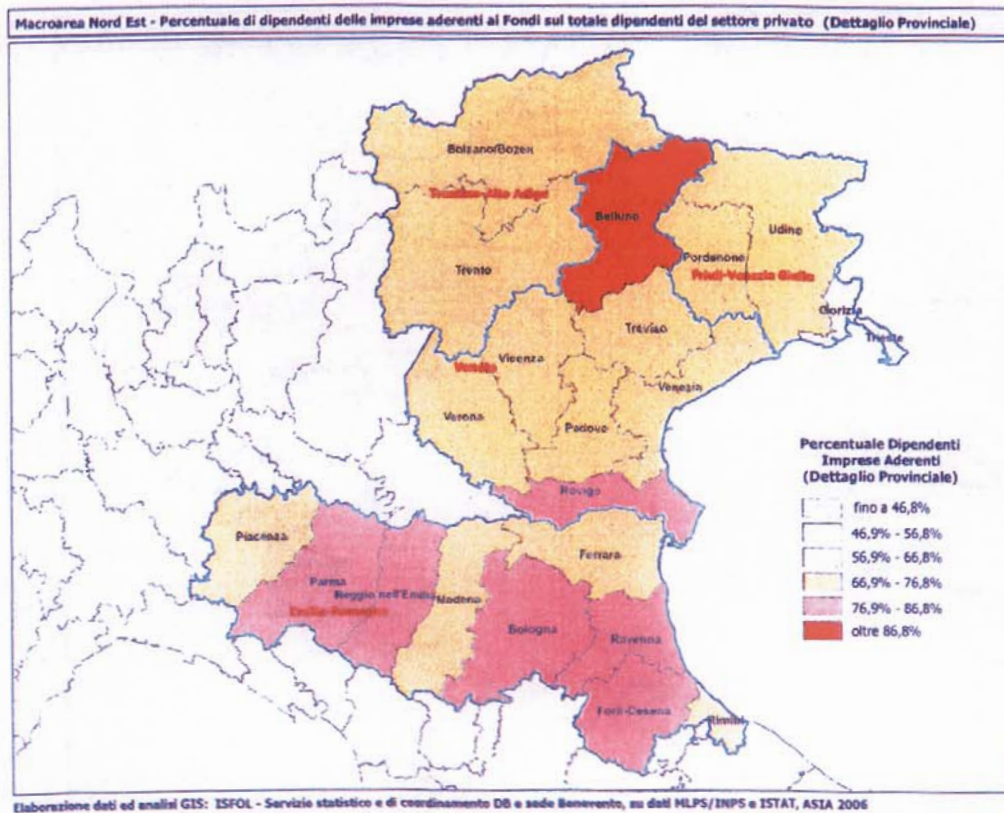 Macroarea Nord Est - Percentuale di dipendenti delle imprese aderenti ai Fondi sul totale dipendenti del settore privato (Dettaglio Provinciale)
Bolzano/Bozen
Trentino-Alto Adige
Belluno
Udine
Pordenone
Trento
Friuli-Venezia Giulia
Gorizia
Treviso
Trieste
Vicenza
Veneto
Venezia
Verona
Padova
Percentuale Dipendenti
Imprese Aderenti
(Dettaglio Provinciale)
Rovigo
fino a 46,8%
46,9% - 56,8%
56,9% - 66,8%
66,9% - 76,8%
76,9% - 86,8%
oltre 86,8%
Piacenza
Ferrara
Parma
Reggio nell'Emilia
Modena
Emilia-Romagna
Bologna
Ravenna
Forlì-Cesena
Rimini
Elaborazione dati ed analisi GIS: ISFOL - Servizio statistico e di coordinamento DB e sede Benevento, su dati MLPS/INPS e ISTAT, ASIA 2006